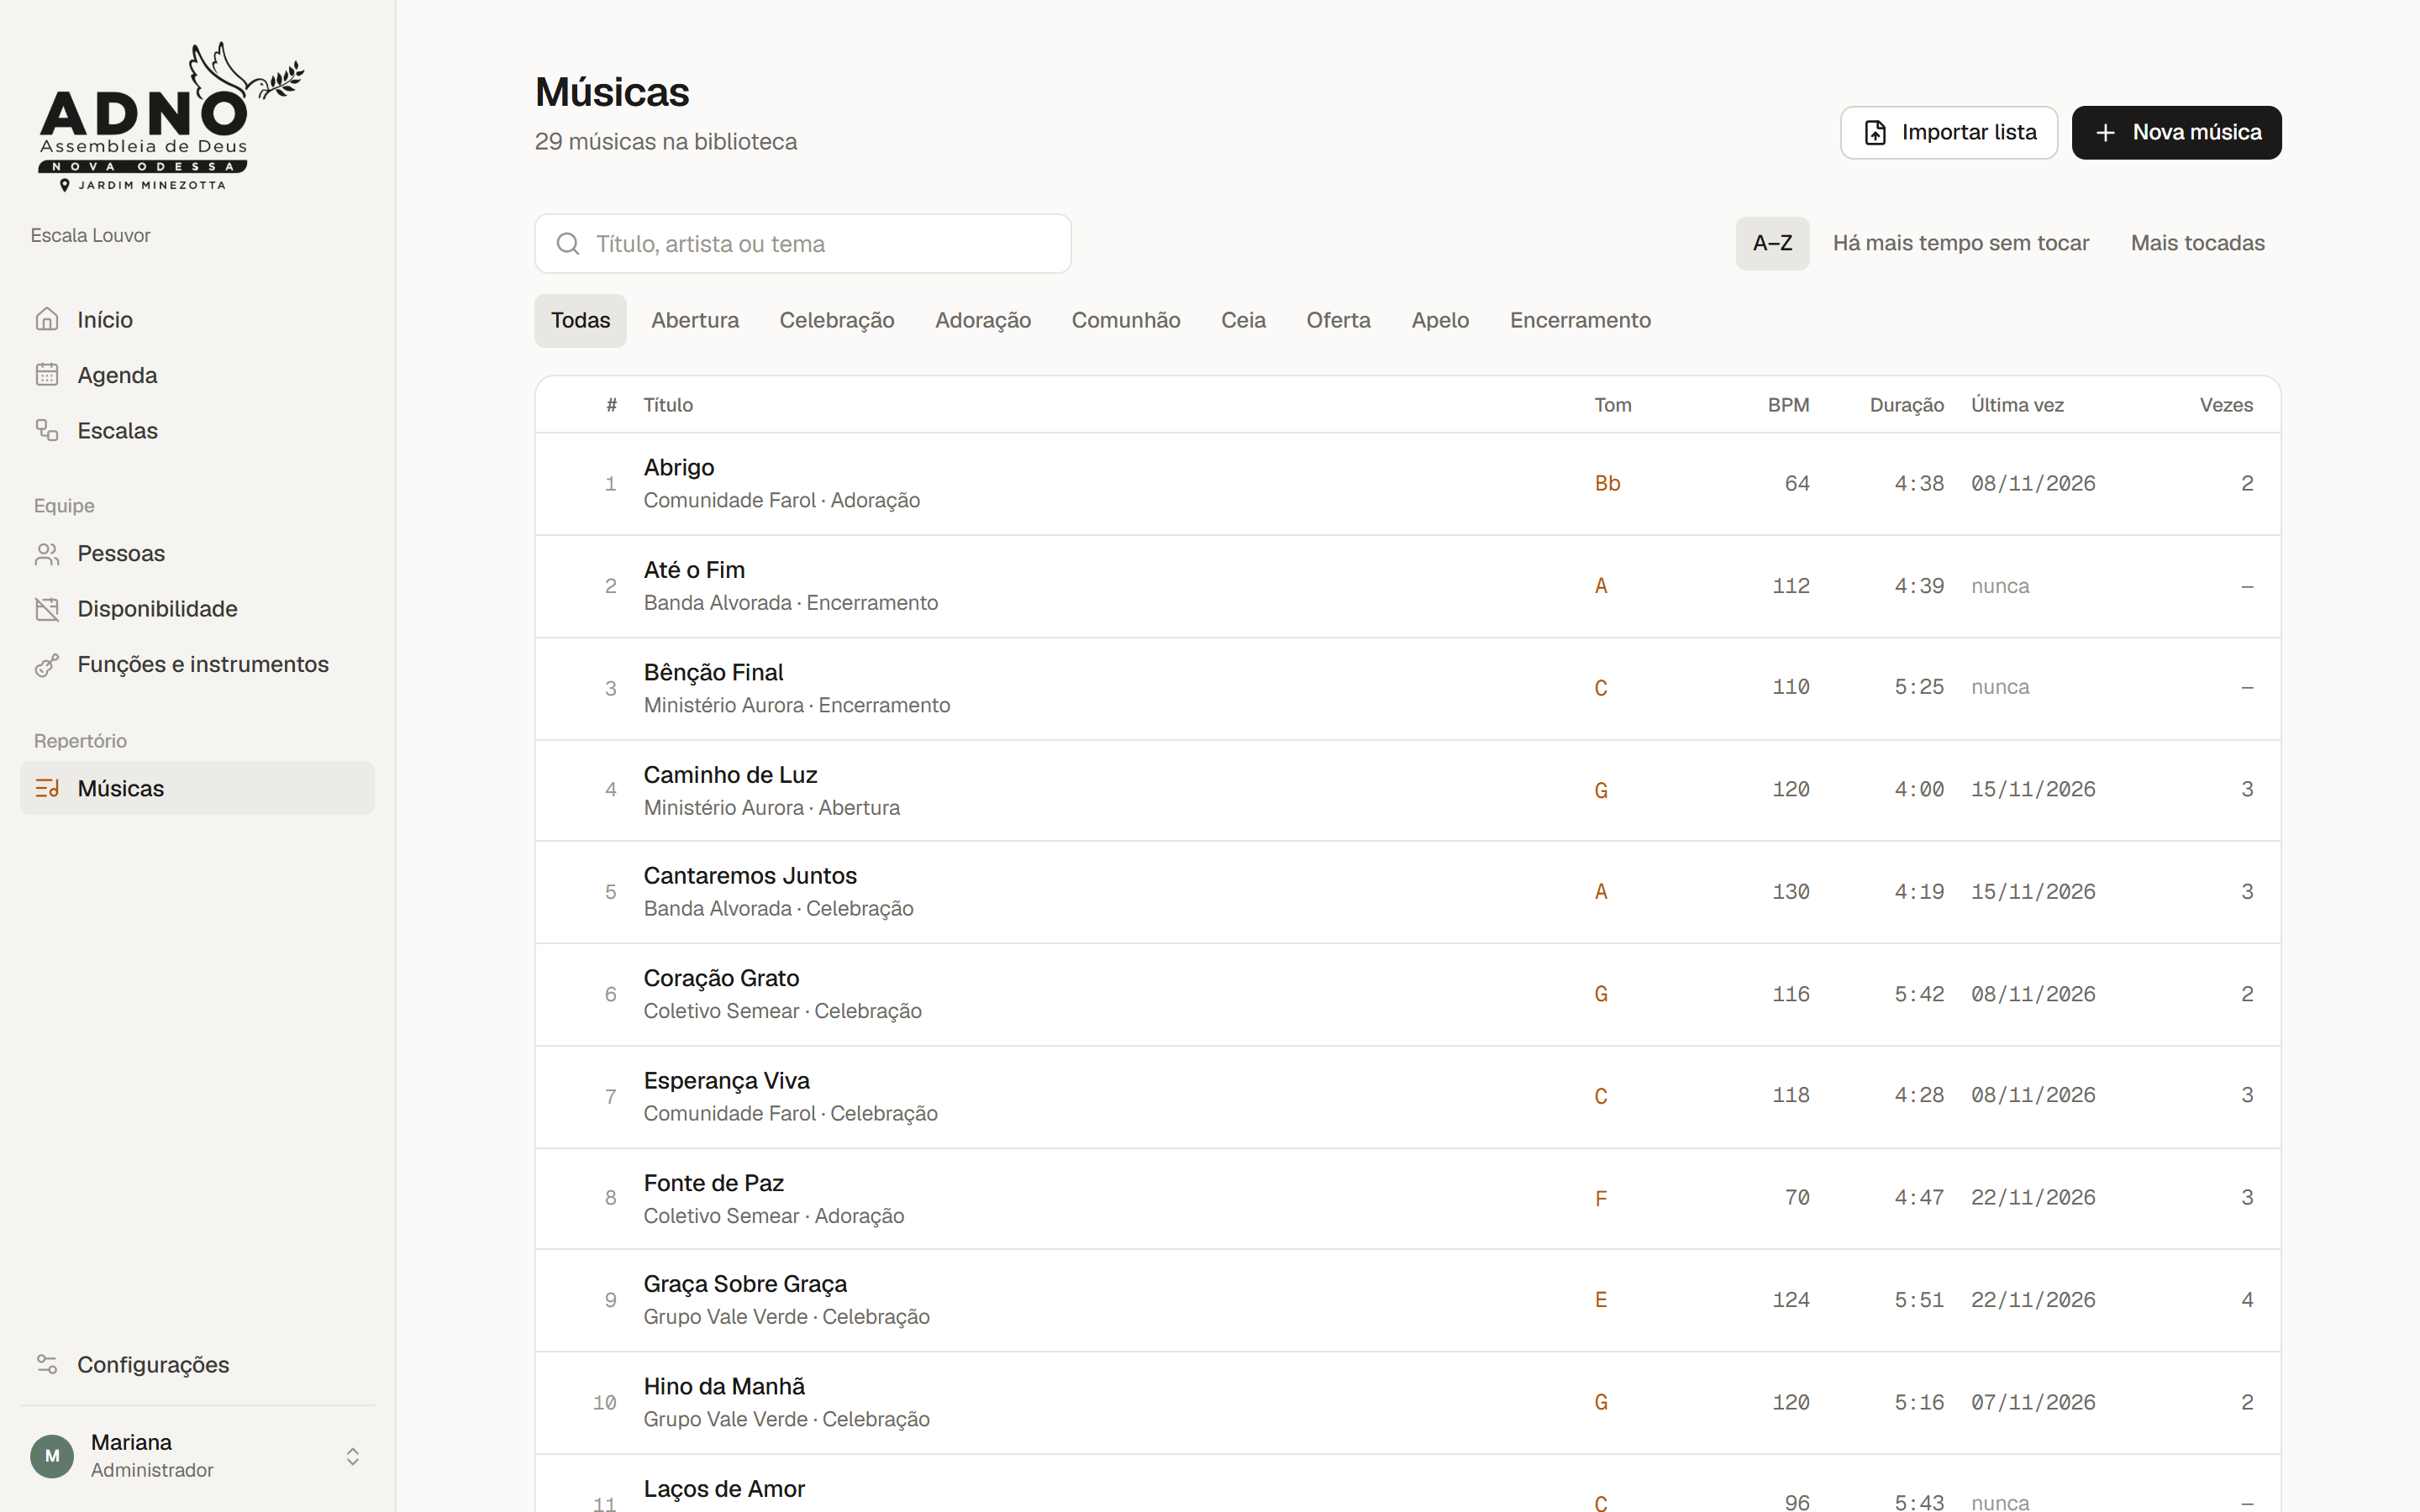 ADNO
Assembleia de Deus
NOVA ODESSA
JARDIM MINEZOTTA
Escala Louvor
Início
Agenda
Escalas
Equipe
Pessoas
Disponibilidade
Funções e instrumentos
Repertório
Músicas
Configurações
M
Mariana
Administrador
Músicas
29 músicas na biblioteca
Importar lista
Nova música
Título, artista ou tema
A–Z Há mais tempo sem tocar Mais tocadas
Todas Abertura Celebração Adoração Comunhão Ceia Oferta Apelo Encerramento
# Título Tom BPM Duração Última vez Vezes
1 Abrigo Bb 64 4:38 08/11/2026 2
Comunidade Farol · Adoração
2 Até o Fim A 112 4:39 nunca –
Banda Alvorada · Encerramento
3 Bênção Final C 110 5:25 nunca –
Ministério Aurora · Encerramento
4 Caminho de Luz G 120 4:00 15/11/2026 3
Ministério Aurora · Abertura
5 Cantaremos Juntos A 130 4:19 15/11/2026 3
Banda Alvorada · Celebração
6 Coração Grato G 116 5:42 08/11/2026 2
Coletivo Semear · Celebração
7 Esperança Viva C 118 4:28 08/11/2026 3
Comunidade Farol · Celebração
8 Fonte de Paz F 70 4:47 22/11/2026 3
Coletivo Semear · Adoração
9 Graça Sobre Graça E 124 5:51 22/11/2026 4
Grupo Vale Verde · Celebração
10 Hino da Manhã G 120 5:16 07/11/2026 2
Grupo Vale Verde · Celebração
11 Laços de Amor C 96 5:43 nunca –